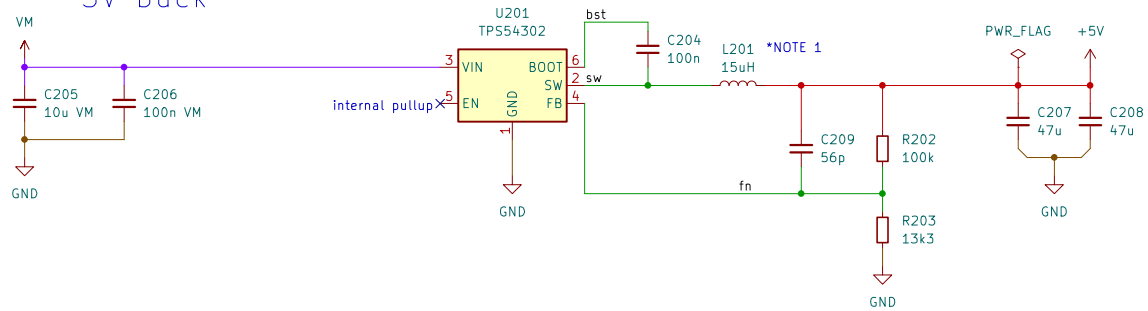 5V buck
VM
U201
TPS54302
bst
C204
100n
L201
15uH
*NOTE 1
PWR_FLAG
+5V
3
VIN
BOOT
6
sw
SW
2
internal pullup
5
EN
FB
4
GND
1
C205
10u VM
C206
100n VM
C209
56p
R202
100k
C207
47u
C208
47u
fn
GND
GND
GND
R203
13k3
GND